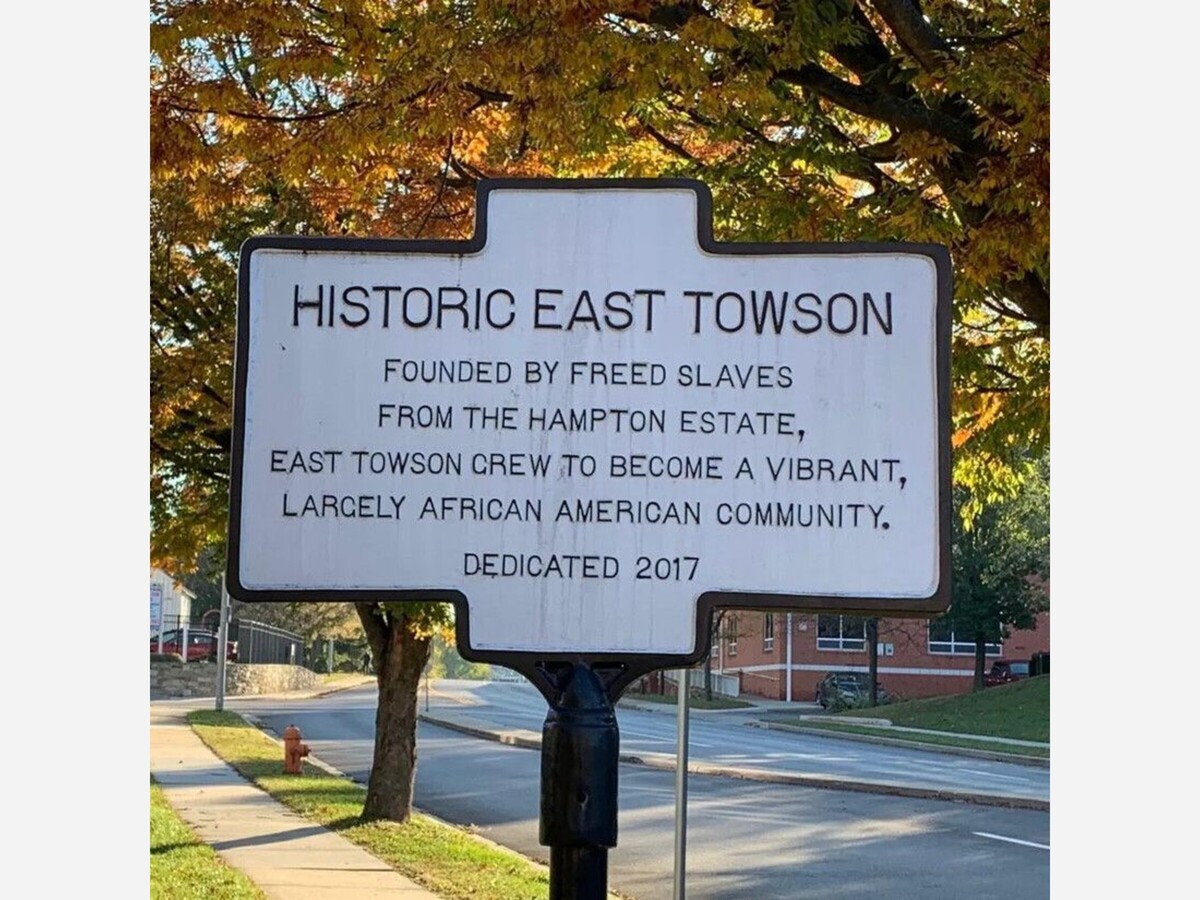 HISTORIC EAST TOWSON
FOUNDED BY FREED SLAVES
FROM THE HAMPTON ESTATE,
EAST TOWSON GREW TO BECOME A VIBRANT,
LARGELY AFRICAN AMERICAN COMMUNITY.
DEDICATED 2017